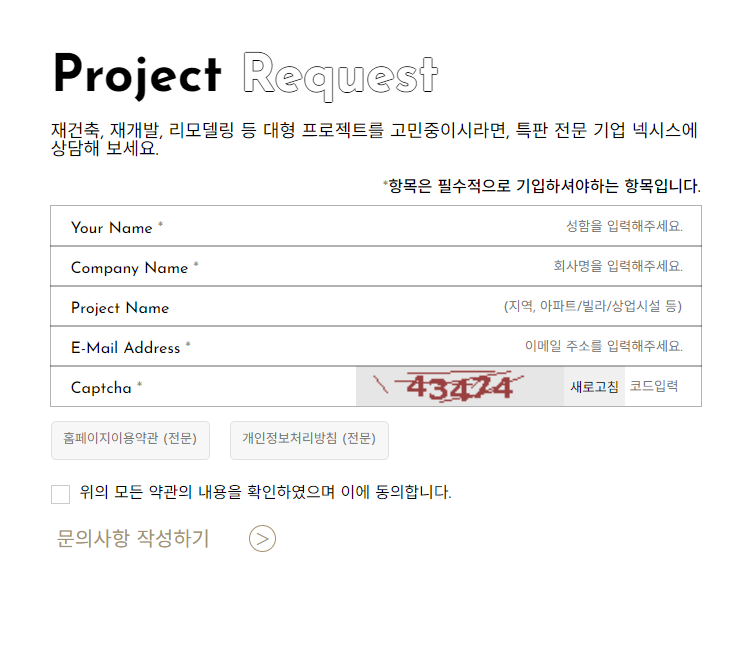 Project Request
재건축, 재개발, 리모델링 등 대형 프로젝트를 고민중이시라면, 특판 전문 기업 넥시스에
상담해 보세요.
*항목은 필수적으로 기입하셔야하는 항목입니다.
Your Name * 성함을 입력해주세요.
Company Name * 회사명을 입력해주세요.
Project Name (지역, 아파트/빌라/상업시설 등)
E-Mail Address * 이메일 주소를 입력해주세요.
Captcha * 43424 새로고침 코드입력
홈페이지이용약관 (전문) 개인정보처리방침 (전문)
위의 모든 약관의 내용을 확인하였으며 이에 동의합니다.
문의사항 작성하기 >